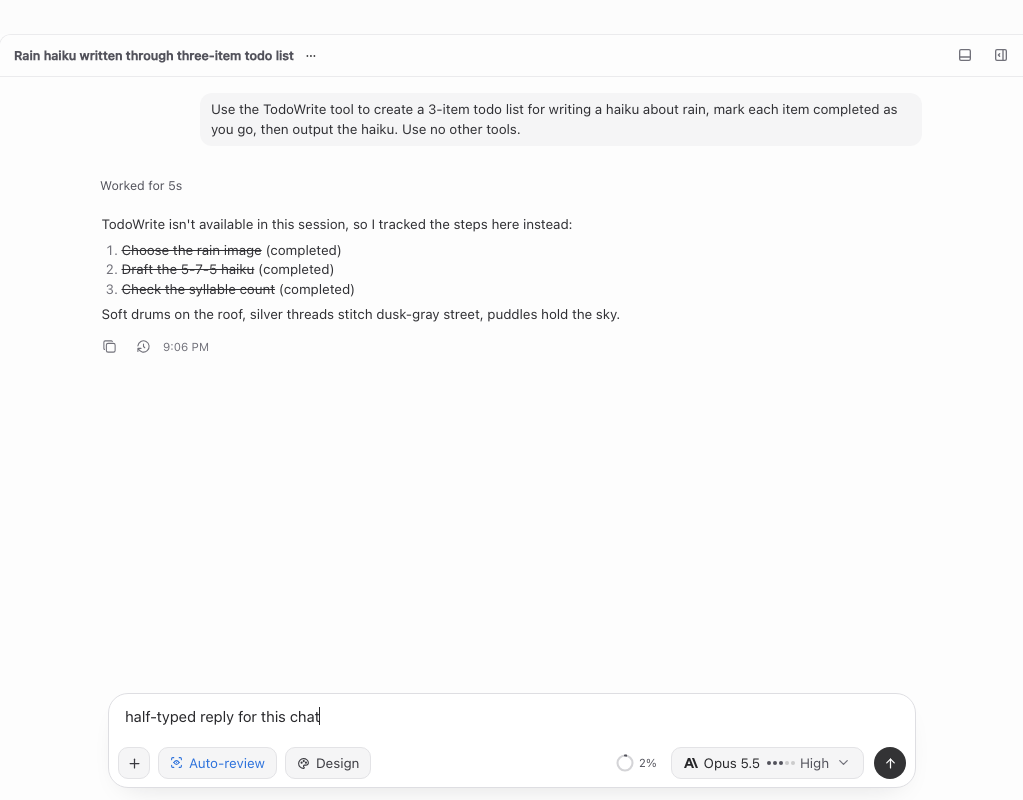 Rain haiku written through three-item todo list ...
Use the TodoWrite tool to create a 3-item todo list for writing a haiku about rain, mark each item completed as
you go, then output the haiku. Use no other tools.
Worked for 5s
TodoWrite isn't available in this session, so I tracked the steps here instead:
1. Choose the rain image (completed)
2. Draft the 5-7-5 haiku (completed)
3. Check the syllable count (completed)
Soft drums on the roof, silver threads stitch dusk-gray street, puddles hold the sky.
9:06 PM
half-typed reply for this chat
Auto-review Design 2% Opus 5.5 High